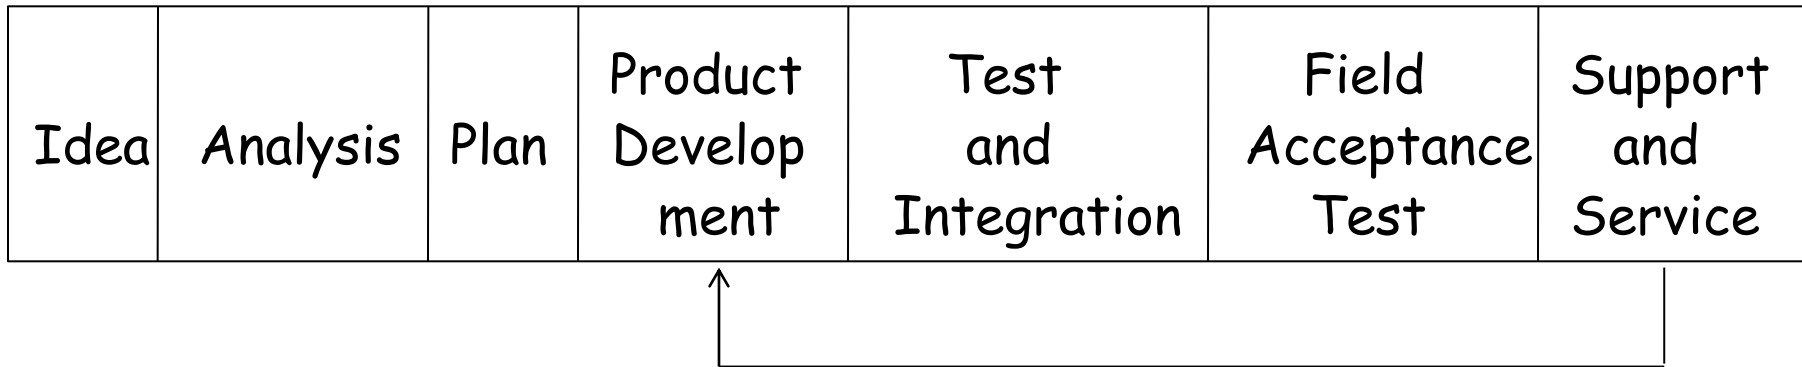 Idea
Analysis
Plan
Product
Develop
ment
Test
and
Integration
Field
Acceptance
Test
Support
and
Service